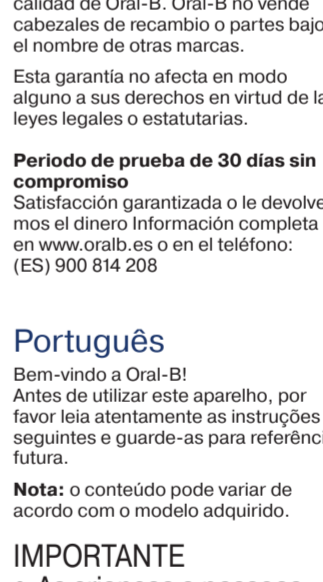 calidad de Oral-B. Oral-B no vende
cabezales de recambio o partes bajo
el nombre de otras marcas.
Esta garantía no afecta en modo
alguno a sus derechos en virtud de la
leyes legales o estatutarias.
Periodo de prueba de 30 días sin
compromiso
Satisfacción garantizada o le devolve
mos el dinero Información completa
en www.oralb.es o en el teléfono:
(ES) 900 814 208
Português
Bem-vindo a Oral-B!
Antes de utilizar este aparelho, por
favor leia atentamente as instruções
seguintes e guarde-as para referênci
futura.
Nota: o conteúdo pode variar de
acordo com o modelo adquirido.
IMPORTANTE